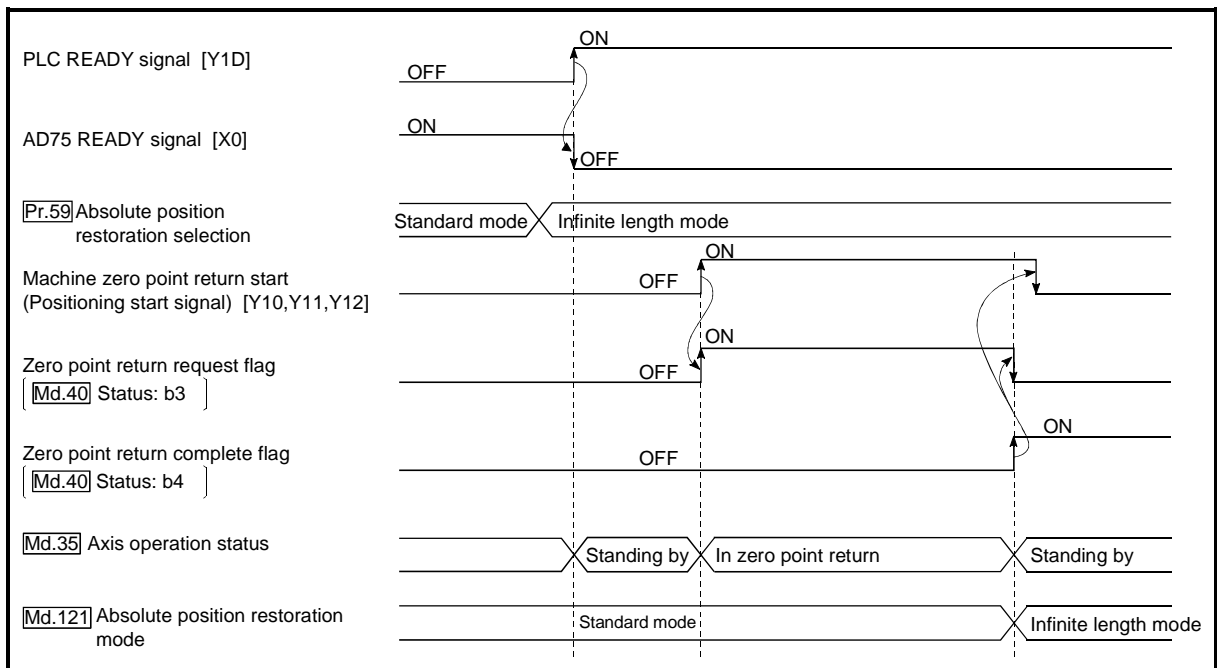 ON
PLC READY signal [Y1D]
OFF
ON
AD75 READY signal [X0]
OFF
Pr.59 Absolute position
restoration selection
Standard mode
Infinite length mode
ON
Machine zero point return start
(Positioning start signal) [Y10,Y11,Y12]
OFF
ON
Zero point return request flag
Md.40 Status: b3
OFF
ON
Zero point return complete flag
Md.40 Status: b4
OFF
Md.35 Axis operation status
Standing by
In zero point return
Standing by
Md.121 Absolute position restoration
mode
Standard mode
Infinite length mode